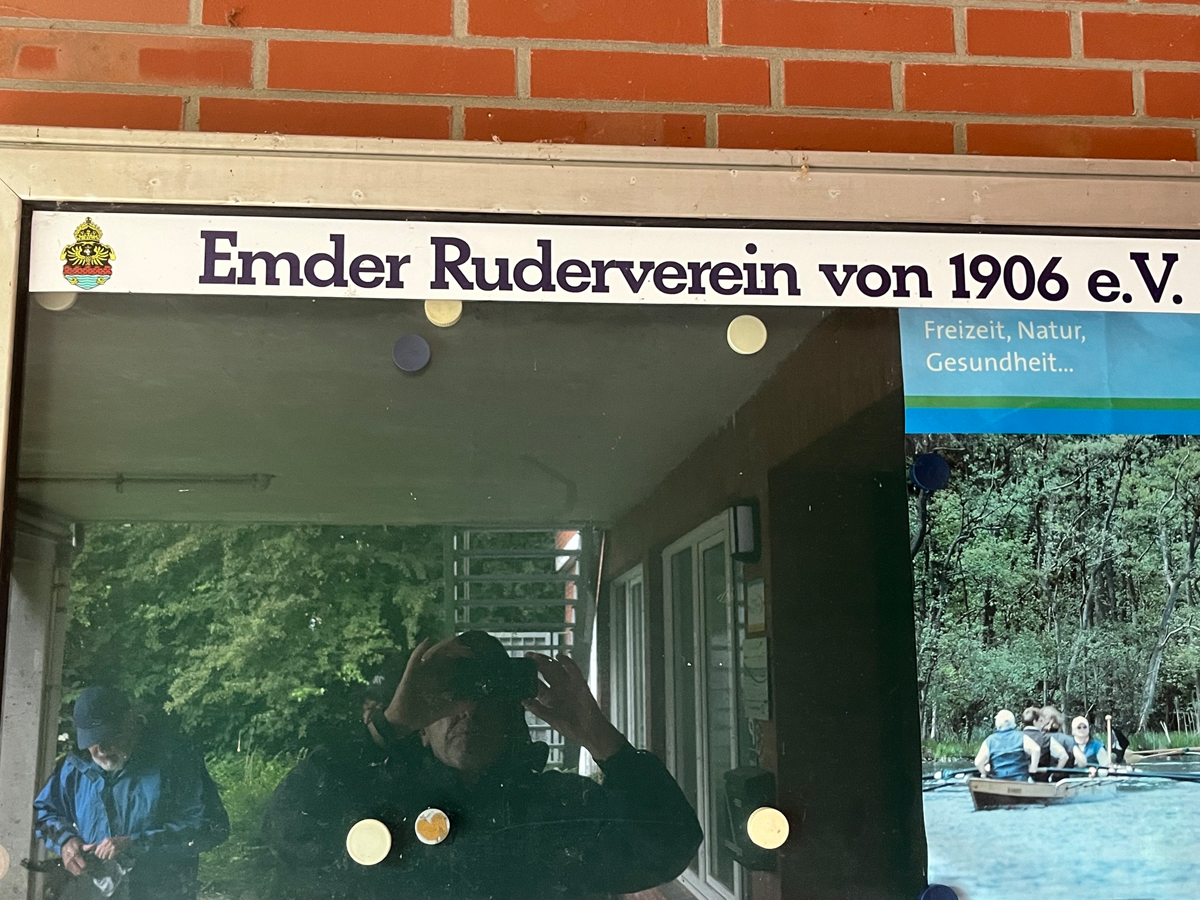 Emder Ruderverein von 1906 e.V.
Freizeit, Natur,
Gesundheit...